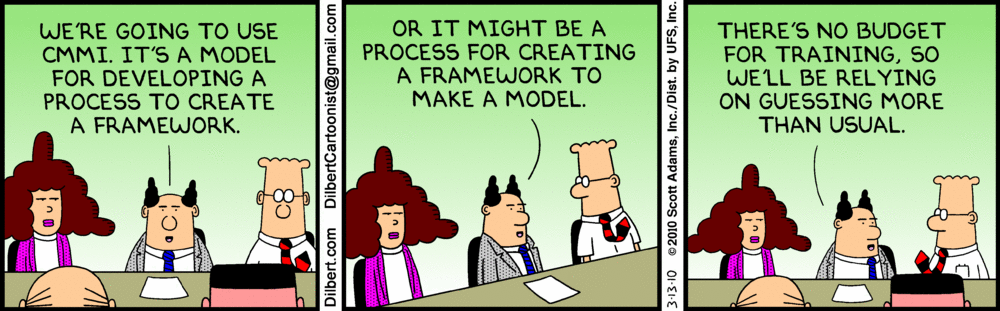 WE'RE GOING TO USE
CMMI. IT'S A MODEL
FOR DEVELOPING A
PROCESS TO CREATE
A FRAMEWORK.
Dilbert.com DilbertCartoonist@gmail.com
OR IT MIGHT BE A
PROCESS FOR CREATING
A FRAMEWORK TO
MAKE A MODEL.
3-13-10 ©2010 Scott Adams, Inc./Dist. by UFS, Inc.
THERE'S NO BUDGET
FOR TRAINING, SO
WE'LL BE RELYING
ON GUESSING MORE
THAN USUAL.